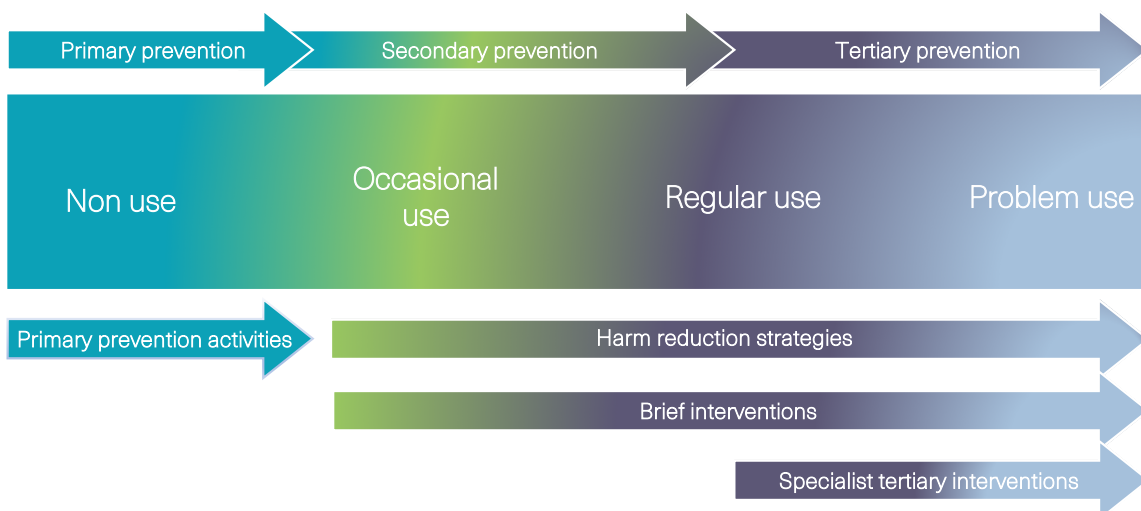 Primary prevention
Secondary prevention
Tertiary prevention
Non use
Occasional
use
Regular use
Problem use
Primary prevention activities
Harm reduction strategies
Brief interventions
Specialist tertiary interventions